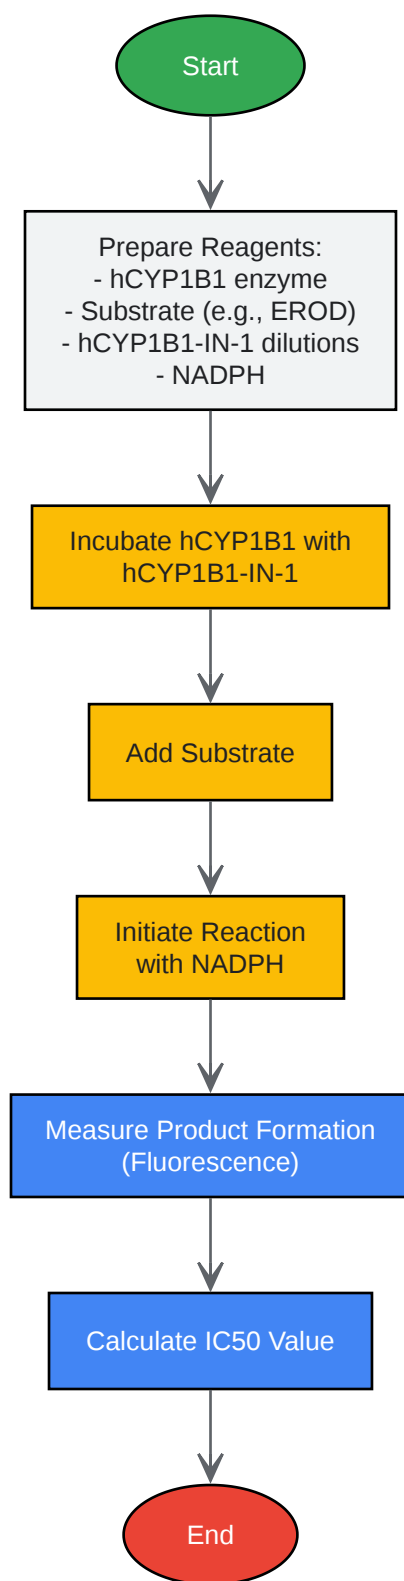 Start
Prepare Reagents:
- hCYP1B1 enzyme
- Substrate (e.g., EROD)
- hCYP1B1-IN-1 dilutions
- NADPH
Incubate hCYP1B1 with
hCYP1B1-IN-1
Add Substrate
Initiate Reaction
with NADPH
Measure Product Formation
(Fluorescence)
Calculate IC50 Value
End